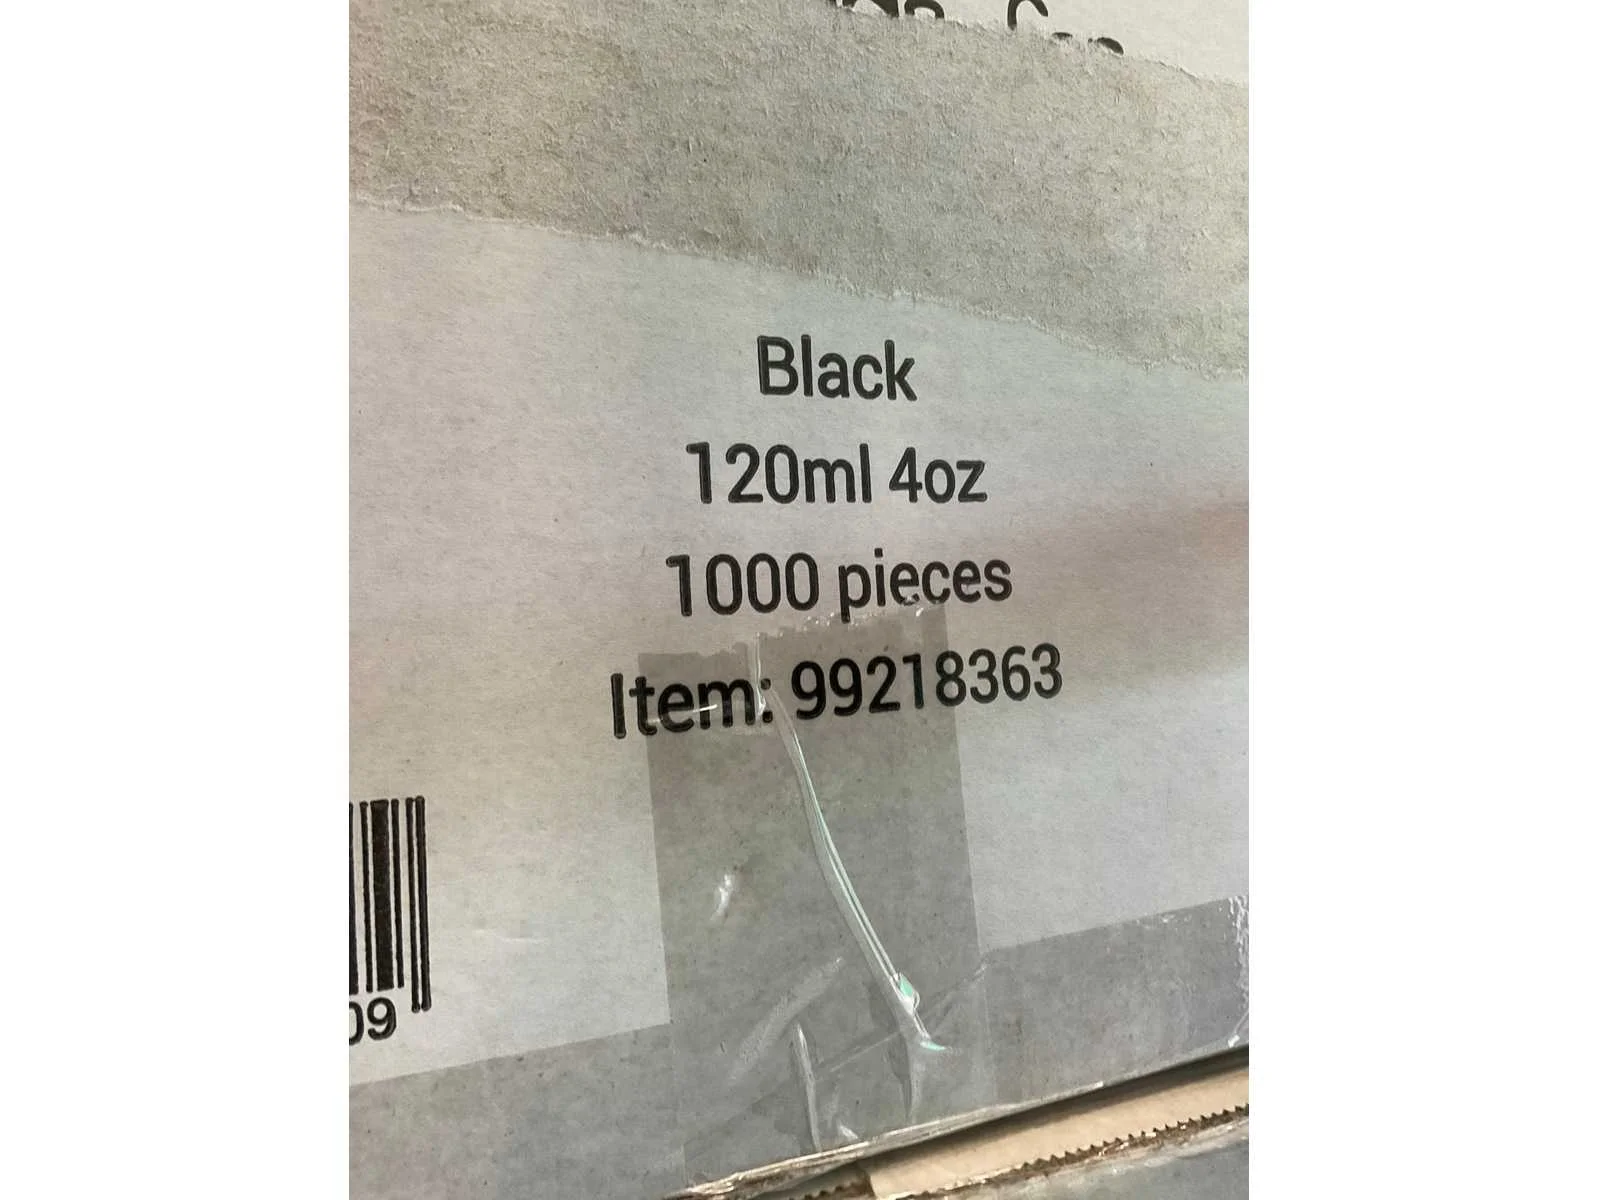 Black
120ml 4oz
1000 pieces
Item: 99218363
09